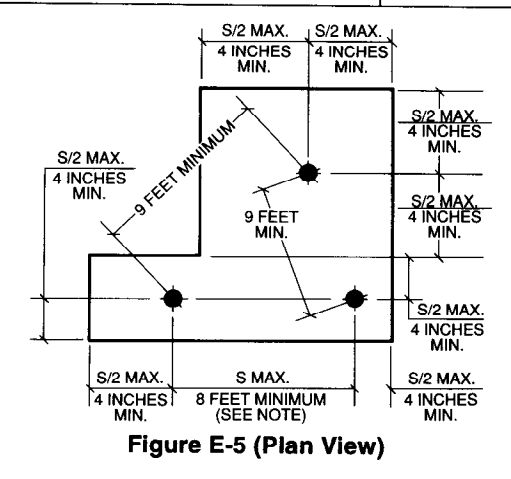 S/2 MAX.
4 INCHES
MIN.
S/2 MAX.
4 INCHES
MIN.
S/2 MAX.
4 INCHES
MIN.
9 FEET MINIMUM
S/2 MAX.
4 INCHES
MIN.
9 FEET
MIN.
S/2 MAX.
4 INCHES
MIN.
S/2 MAX.
4 INCHES
MIN.
S/2 MAX.
4 INCHES
MIN.
S MAX.
8 FEET MINIMUM
(SEE NOTE)
S/2 MAX.
4 INCHES
MIN.
Figure E-5 (Plan View)